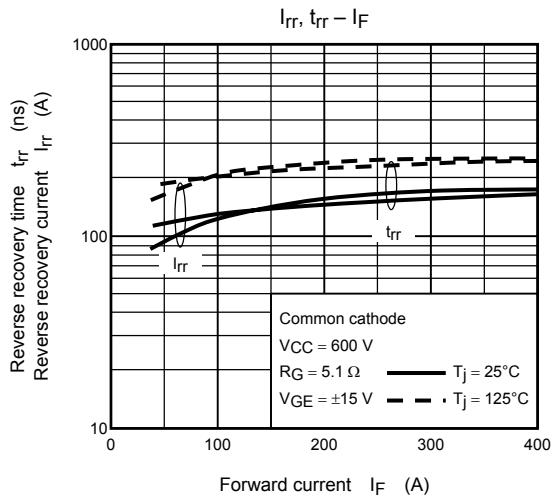 Irr, trr – IF
Reverse recovery time trr (ns)
Reverse recovery current Irr (A)
1000
100
10
Irr
trr
Common cathode
VCC = 600 V
RG = 5.1 Ω
VGE = ±15 V
Tj = 25°C
Tj = 125°C
0
100
200
300
400
Forward current IF (A)